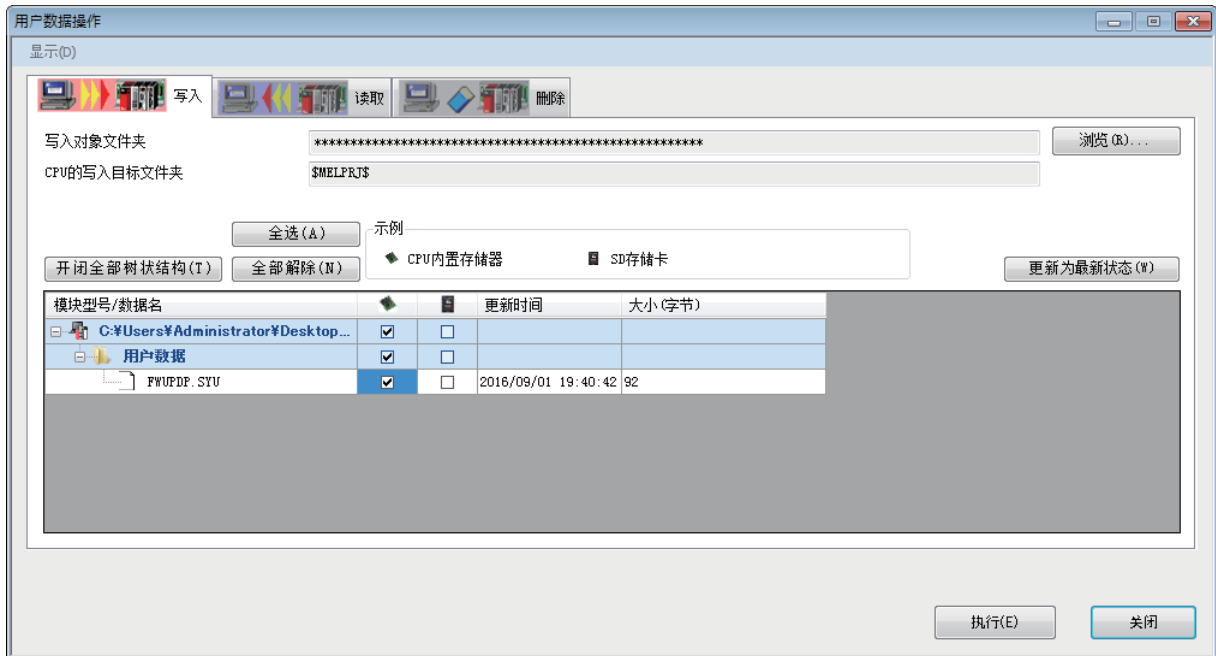 用户数据操作
显示(D)
写入 读取 删除
写入对象文件夹 ****************************************************** 浏览(R)...
CPU的写入目标文件夹 $MELPRJ$
全选(A) 示例
开闭全部树状结构(T) 全部解除(N) CPU内置存储器 SD存储卡 更新为最新状态(W)
模块型号/数据名 更新时间 大小(字节)
C:¥Users¥Administrator¥Desktop...
用户数据
FWUPDP.SYU 2016/09/01 19:40:42 92
执行(E) 关闭